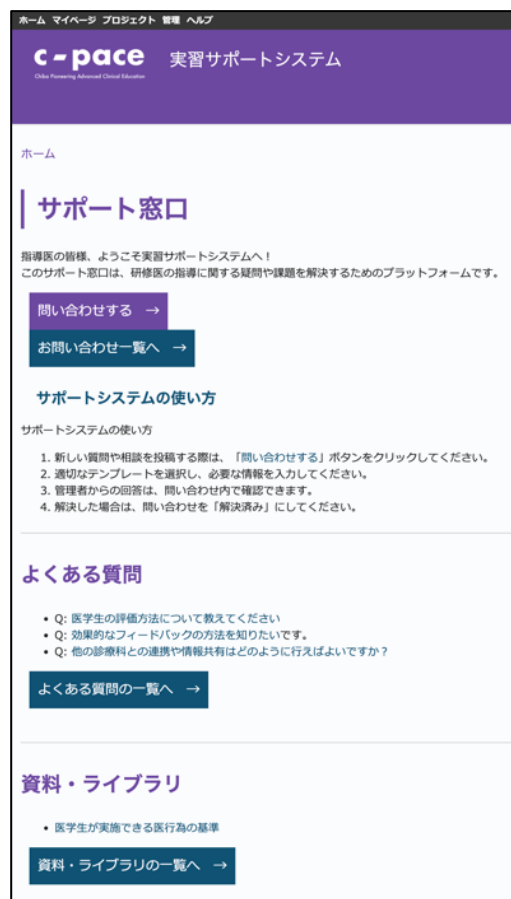 ホーム マイページ プロジェクト 管理 ヘルプ
c-pace 実習サポートシステム
Chiba Pioneering Advanced Clinical Education
ホーム
サポート窓口
指導医の皆様、ようこそ実習サポートシステムへ！
このサポート窓口は、研修医の指導に関する疑問や課題を解決するためのプラットフォームです。
問い合わせする →
お問い合わせ一覧へ →
サポートシステムの使い方
サポートシステムの使い方
1. 新しい質問や相談を投稿する際は、「問い合わせする」ボタンをクリックしてください。
2. 適切なテンプレートを選択し、必要な情報を入力してください。
3. 管理者からの回答は、問い合わせ内で確認できます。
4. 解決した場合は、問い合わせを「解決済み」にしてください。
よくある質問
• Q: 医学生の評価方法について教えてください
• Q: 効果的なフィードバックの方法を知りたいです。
• Q: 他の診療科との連携や情報共有はどのように行えばよいですか？
よくある質問の一覧へ →
資料・ライブラリ
• 医学生が実施できる医行為の基準
資料・ライブラリの一覧へ →